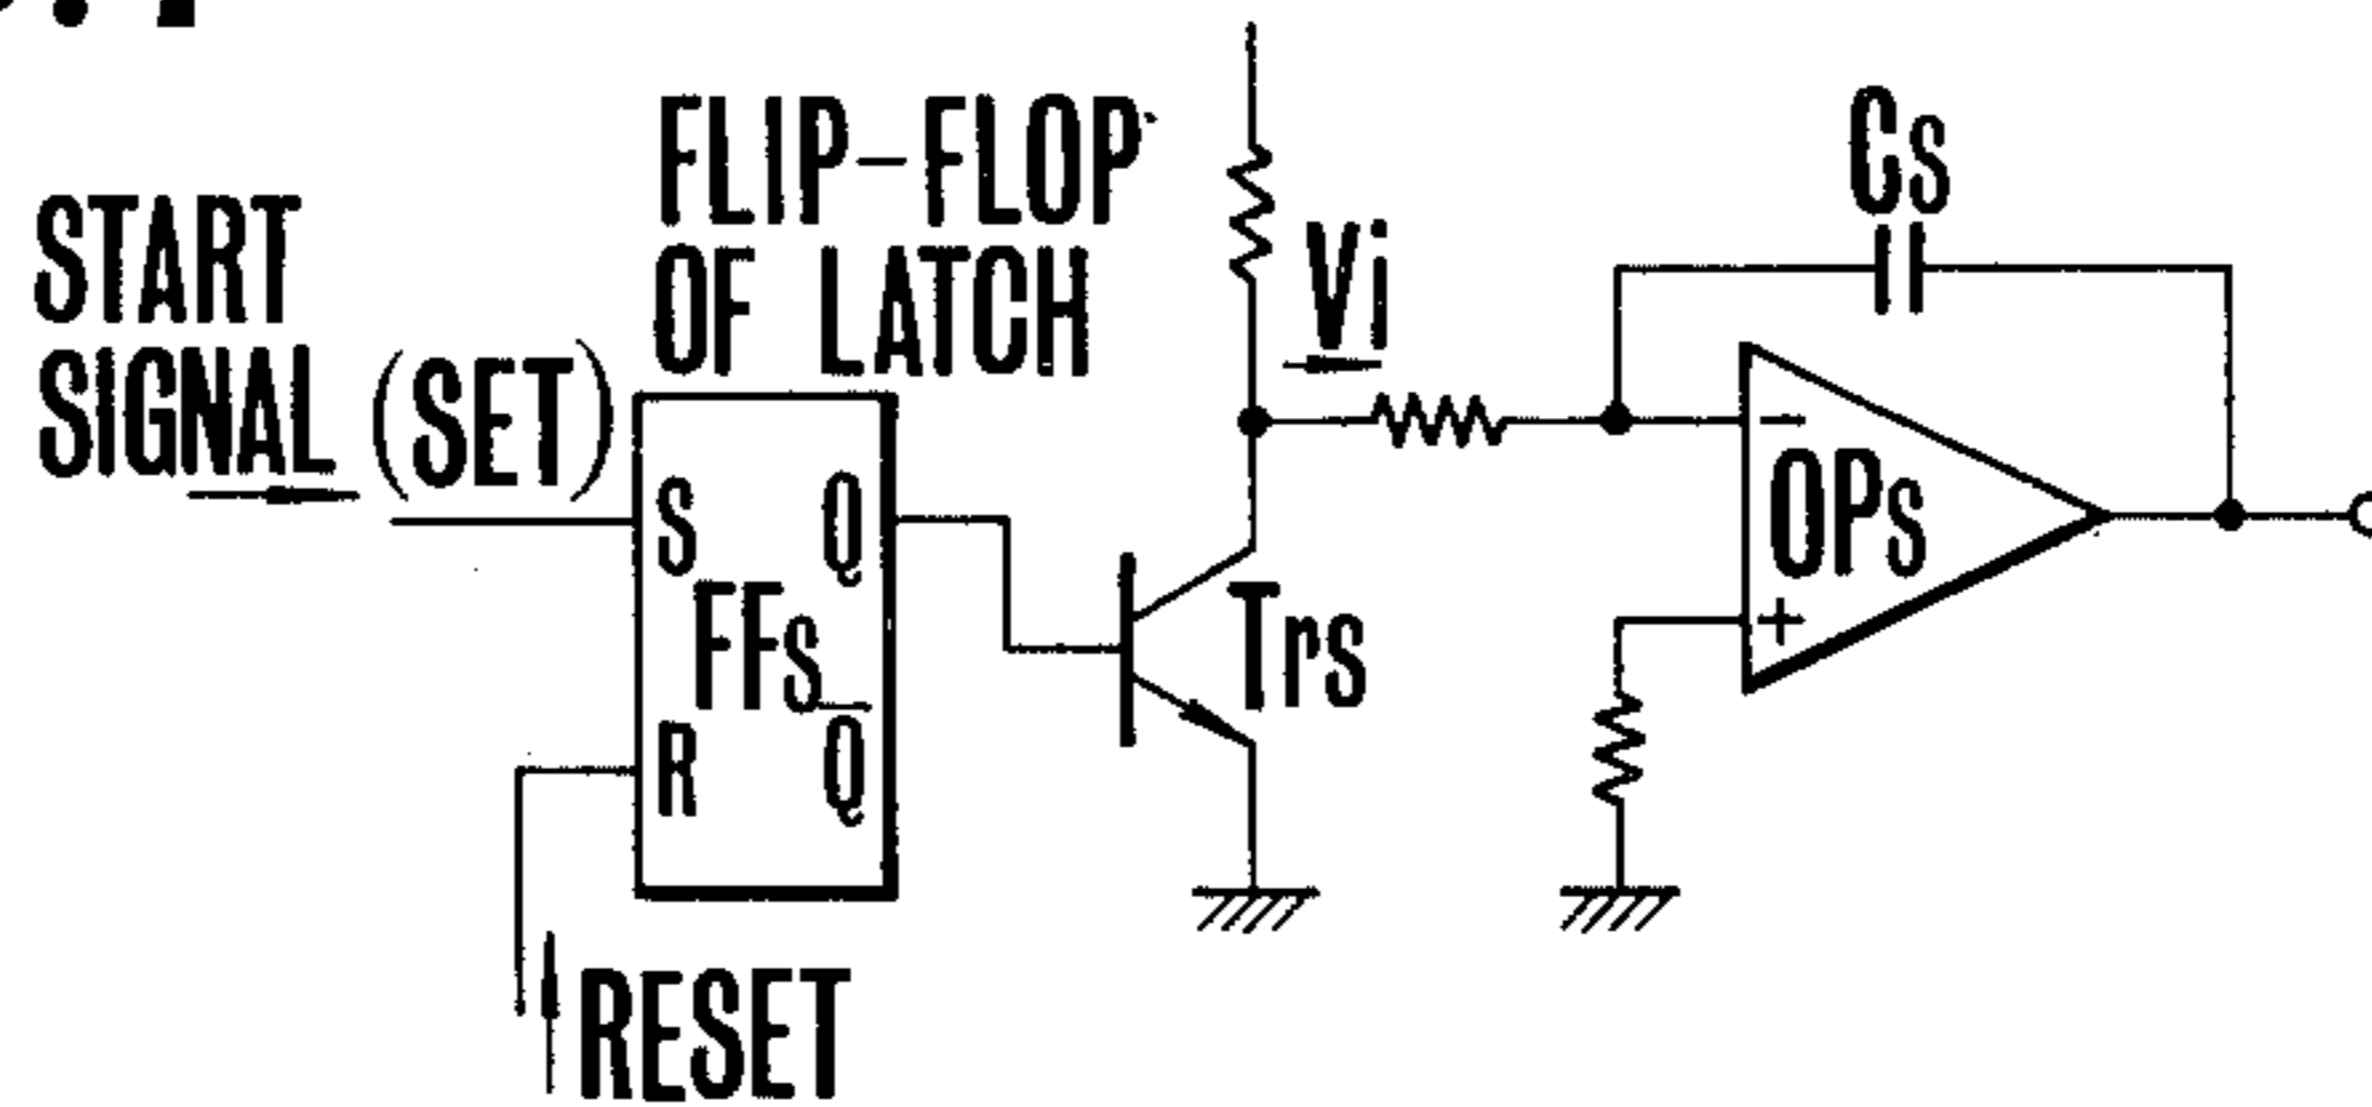 FLIP-FLOP
OF LATCH
START
SIGNAL (SET)
Vi
Cs
S Q
FFs
R Q̅
Trs
−
OPs
+
RESET